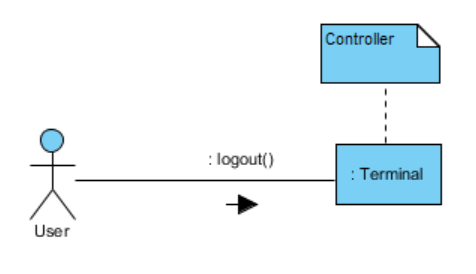 Controller
: logout()
: Terminal
User